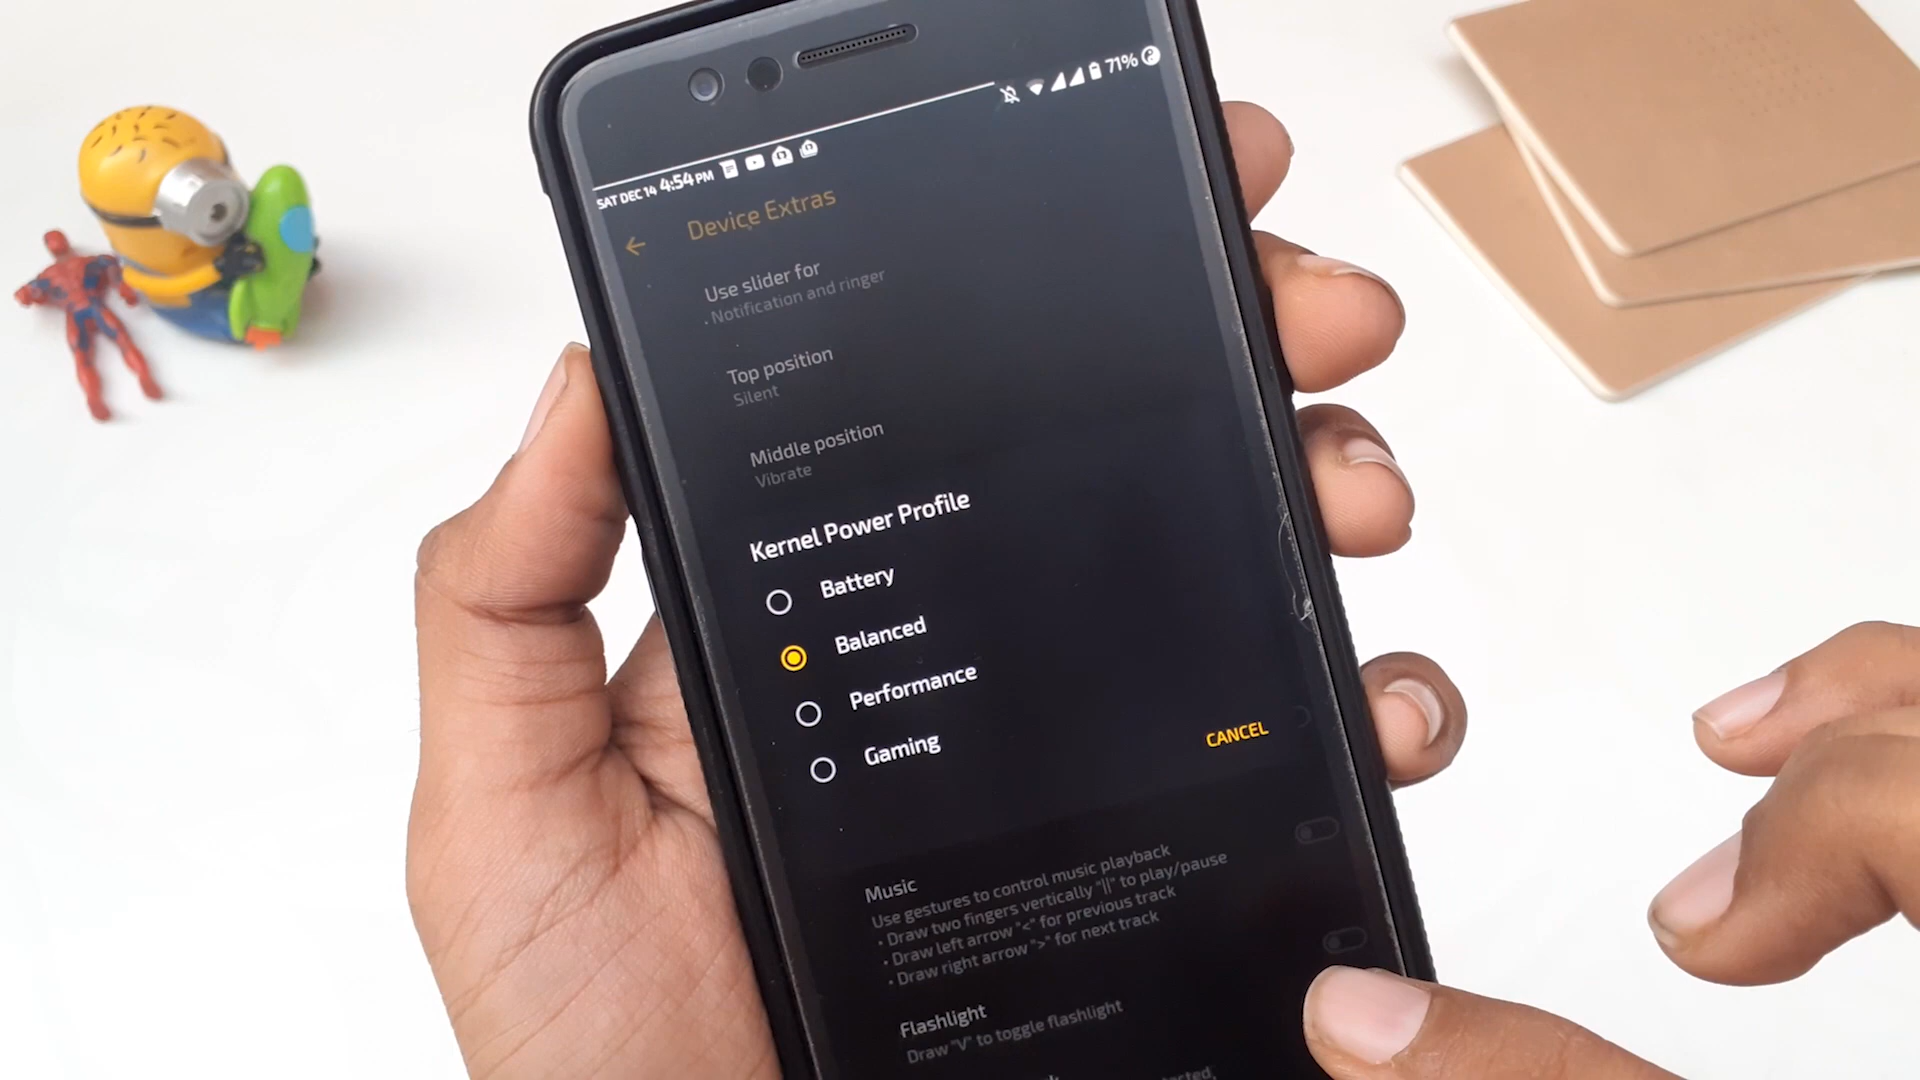 SAT DEC 14 4:54 PM 71%
Device Extras
Use slider for
Notification and ringer
Top position
Silent
Middle position
Vibrate
Kernel Power Profile
Battery
Balanced
Performance
Gaming
CANCEL
Music
Use gestures to control music playback
• Draw two fingers vertically "||" to play/pause
• Draw left arrow "<" for previous track
• Draw right arrow ">" for next track
Flashlight
Draw "V" to toggle flashlight